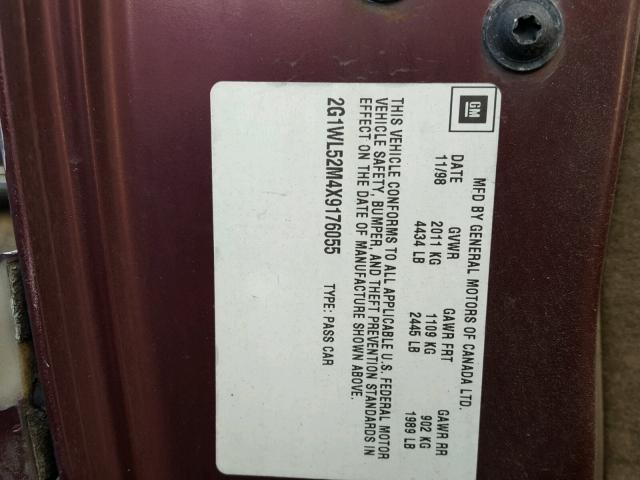 GM
MFD BY GENERAL MOTORS OF CANADA LTD.
DATE GVWR GAWR FRT GAWR RR
11/98 2011 KG 1109 KG 902 KG
4434 LB 2445 LB 1989 LB
THIS VEHICLE CONFORMS TO ALL APPLICABLE U.S. FEDERAL MOTOR
VEHICLE SAFETY, BUMPER, AND THEFT PREVENTION STANDARDS IN
EFFECT ON THE DATE OF MANUFACTURE SHOWN ABOVE.
2G1WL52M4X9176055 TYPE: PASS CAR